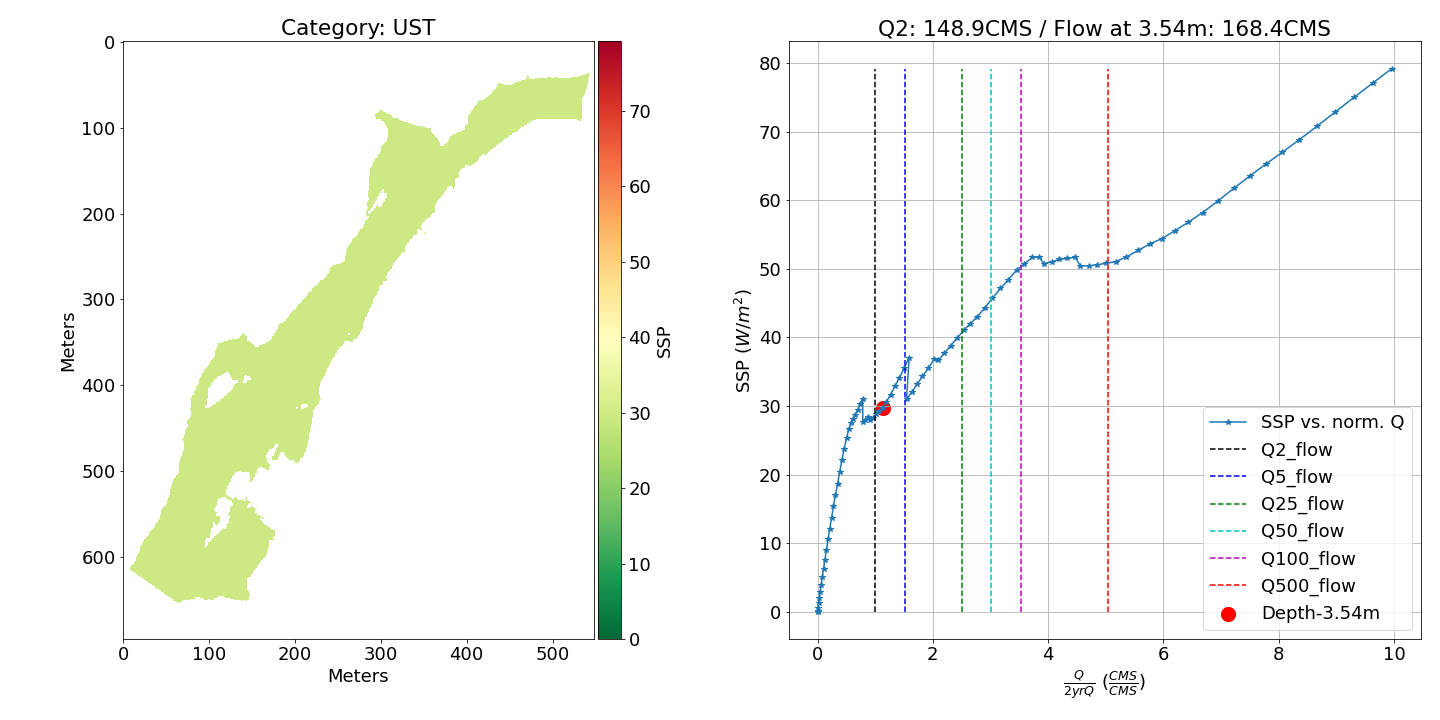 Category: UST
0
100
200
300
400
500
600
Meters
0 100 200 300 400 500
Meters
70
60
50
40
30
20
10
0
SSP
Q2: 148.9CMS / Flow at 3.54m: 168.4CMS
80
70
60
50
40
30
20
10
0
SSP (W/m²)
0 2 4 6 8 10
Q/2yrQ (CMS/CMS)
SSP vs. norm. Q
Q2_flow
Q5_flow
Q25_flow
Q50_flow
Q100_flow
Q500_flow
Depth-3.54m